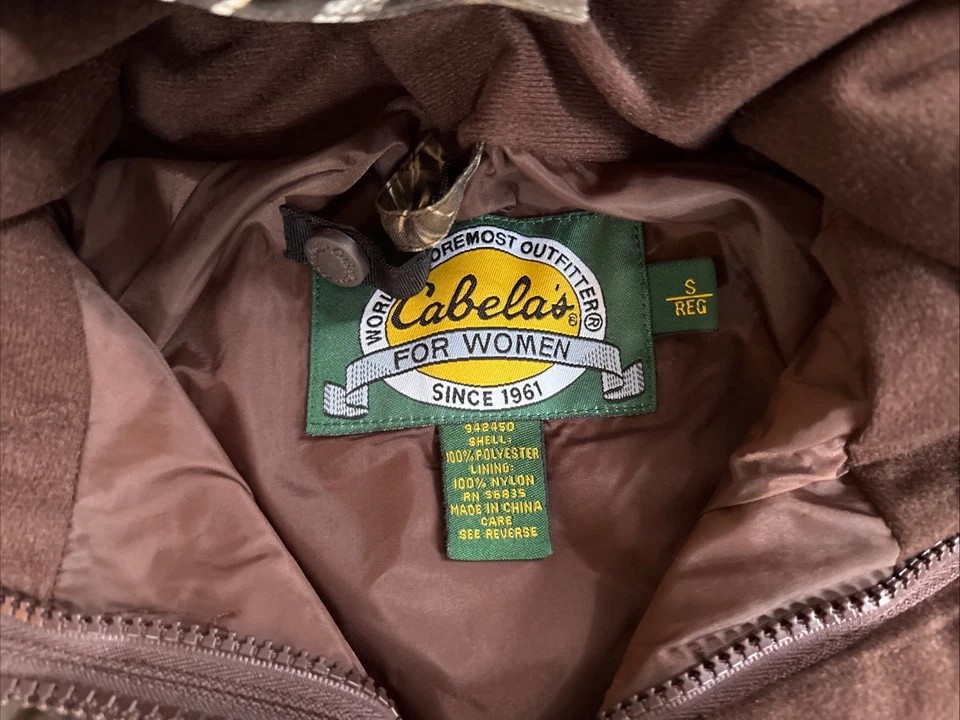 FOREMOST OUTFITTER®
Cabela's®
FOR WOMEN
SINCE 1961
S
REG
942450
SHELL:
100% POLYESTER
LINING:
100% NYLON
RN 56835
MADE IN CHINA
CARE
SEE REVERSE